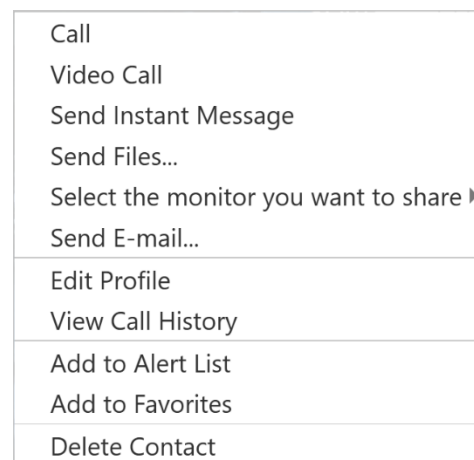 Call
Video Call
Send Instant Message
Send Files...
Select the monitor you want to share
Send E-mail...
Edit Profile
View Call History
Add to Alert List
Add to Favorites
Delete Contact